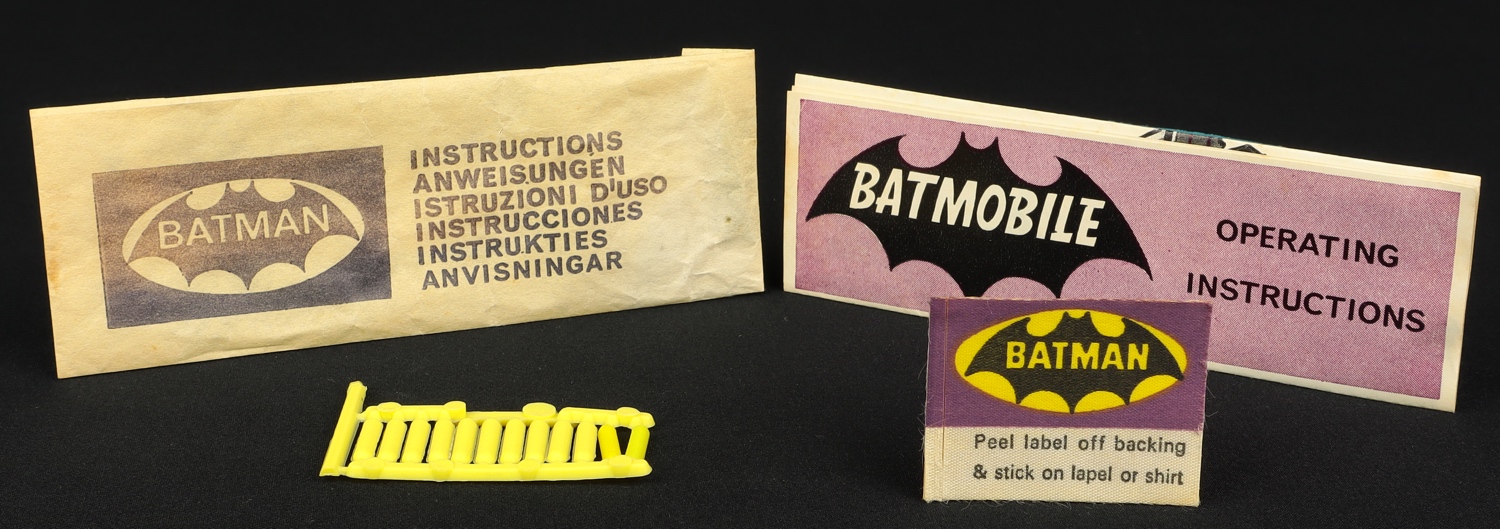 BATMAN
INSTRUCTIONS
ANWEISUNGEN
ISTRUZIONI D'USO
INSTRUCCIONES
INSTRUKTIES
ANVISNINGAR
BATMOBILE
OPERATING
INSTRUCTIONS
BATMAN
Peel label off backing
& stick on lapel or shirt